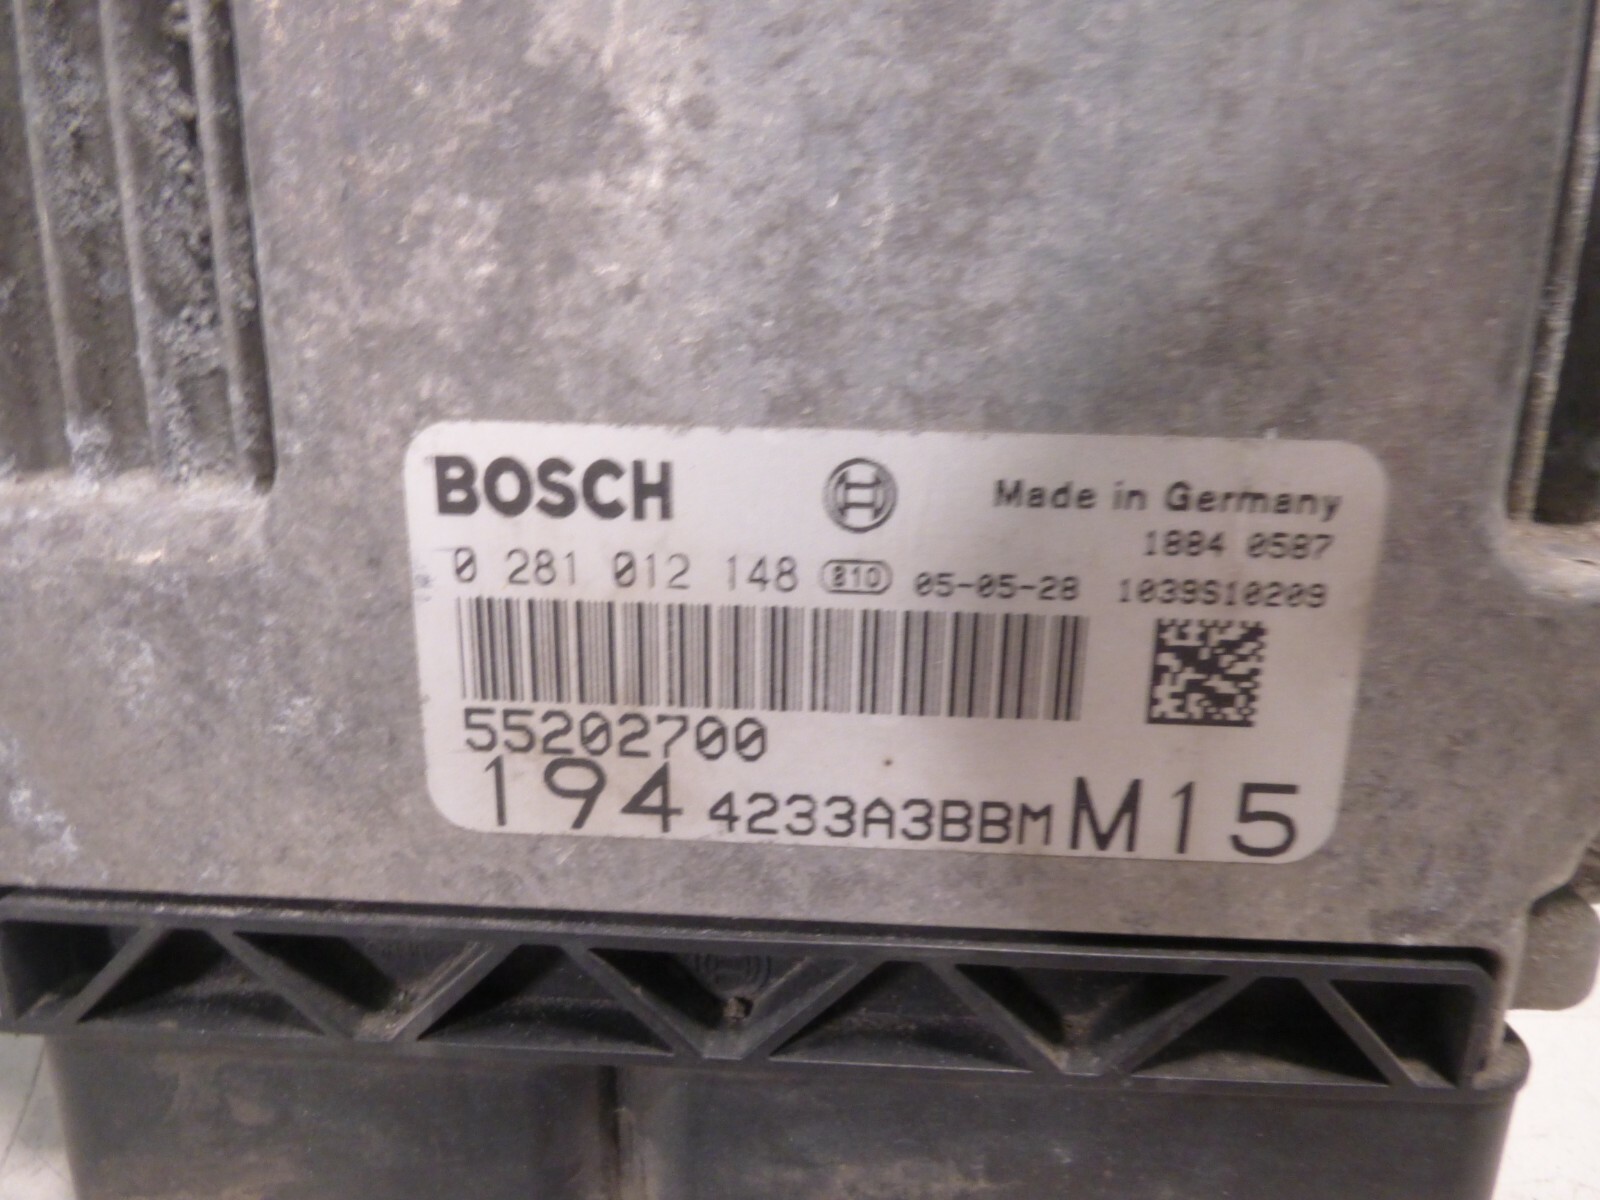 BOSCH Made in Germany
1884 0587
0 281 012 148 810 05-05-28 1039S10209
55202700
194 4233A3BBM M15